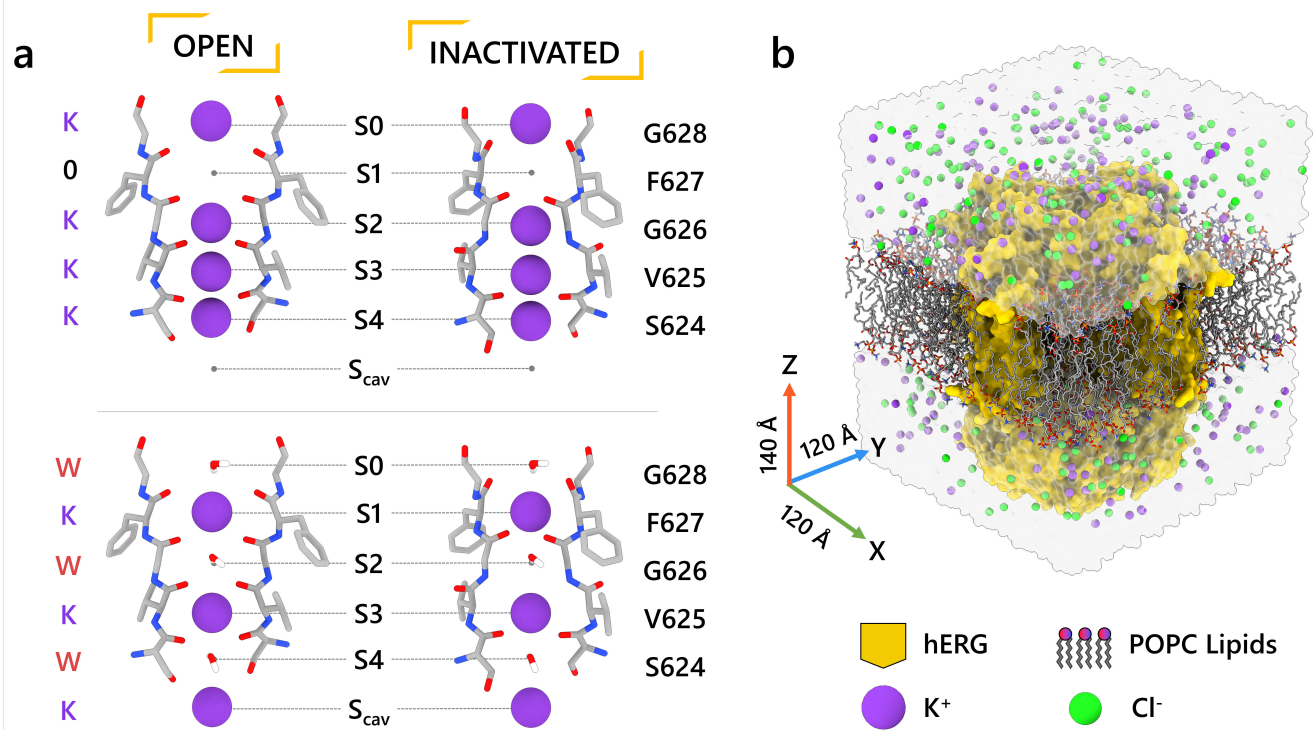 a
OPEN
INACTIVATED
K S0 G628
0 S1 F627
K S2 G626
K S3 V625
K S4 S624
Scav
W S0 G628
K S1 F627
W S2 G626
K S3 V625
W S4 S624
K Scav
b
Z
140 Å
120 Å
Y
120 Å
X
hERG
POPC Lipids
K⁺
Cl⁻